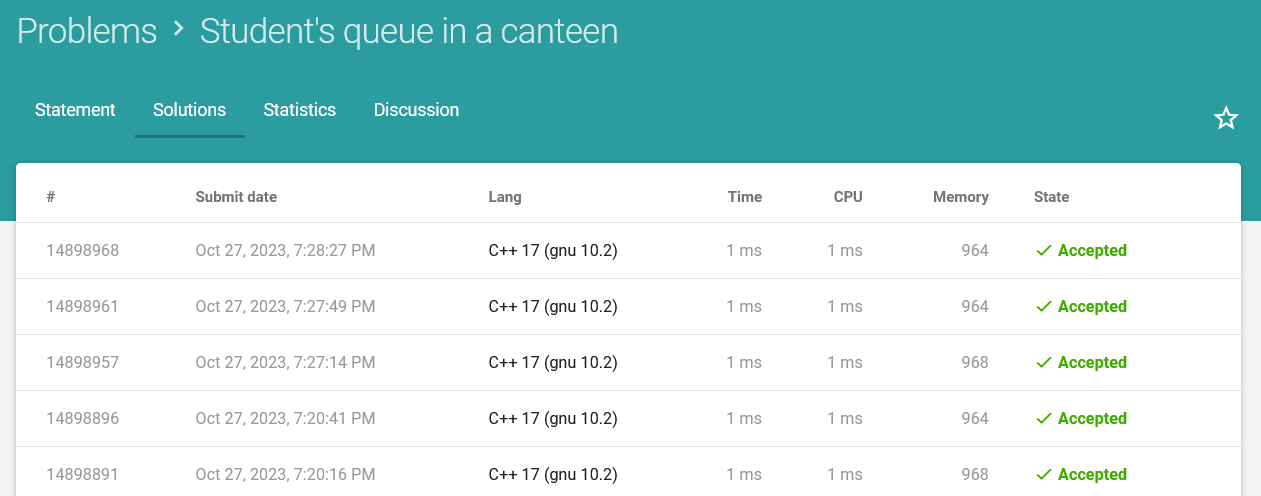 Problems > Student's queue in a canteen
Statement Solutions Statistics Discussion
# Submit date Lang Time CPU Memory State
14898968 Oct 27, 2023, 7:28:27 PM C++ 17 (gnu 10.2) 1 ms 1 ms 964 Accepted
14898961 Oct 27, 2023, 7:27:49 PM C++ 17 (gnu 10.2) 1 ms 1 ms 964 Accepted
14898957 Oct 27, 2023, 7:27:14 PM C++ 17 (gnu 10.2) 1 ms 1 ms 968 Accepted
14898896 Oct 27, 2023, 7:20:41 PM C++ 17 (gnu 10.2) 1 ms 1 ms 964 Accepted
14898891 Oct 27, 2023, 7:20:16 PM C++ 17 (gnu 10.2) 1 ms 1 ms 968 Accepted